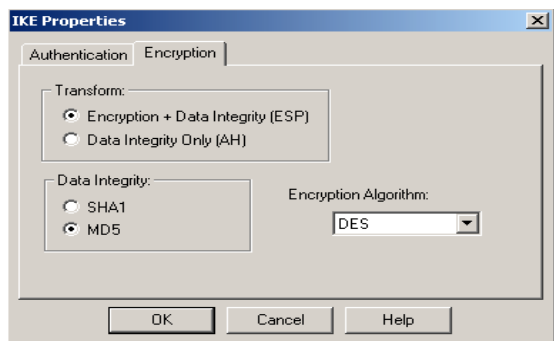 IKE Properties
Authentication Encryption
Transform:
Encryption + Data Integrity (ESP)
Data Integrity Only (AH)
Data Integrity:
SHA1
MD5
Encryption Algorithm:
DES
OK Cancel Help